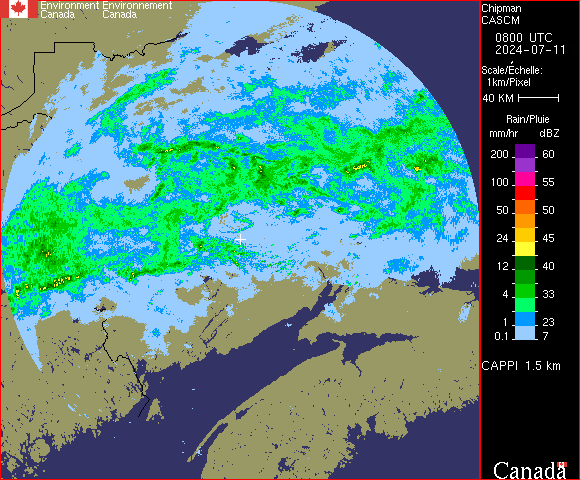 Environment Environnement
Canada Canada
Chipman
CASCM
0800 UTC
2024-07-11
Scale/Échelle:
1km/Pixel
40 KM
Rain/Pluie
mm/hr dBZ
200 60
100 55
50 50
24 45
12 40
4 33
1 23
0.1 7
CAPPI 1.5 km
Canada